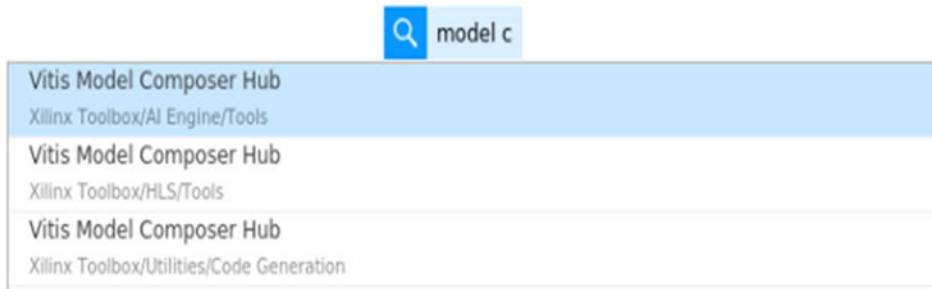 model c
Vitis Model Composer Hub
Xilinx Toolbox/AI Engine/Tools
Vitis Model Composer Hub
Xilinx Toolbox/HLS/Tools
Vitis Model Composer Hub
Xilinx Toolbox/Utilities/Code Generation